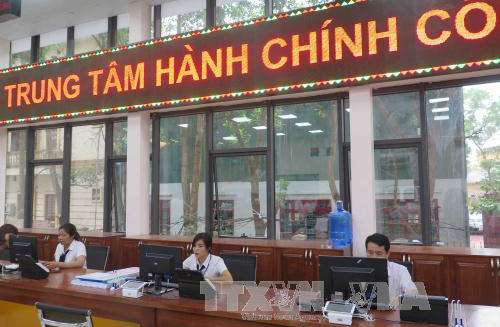 TRUNG TÂM HÀNH CHÍNH CÔ
TTXVN